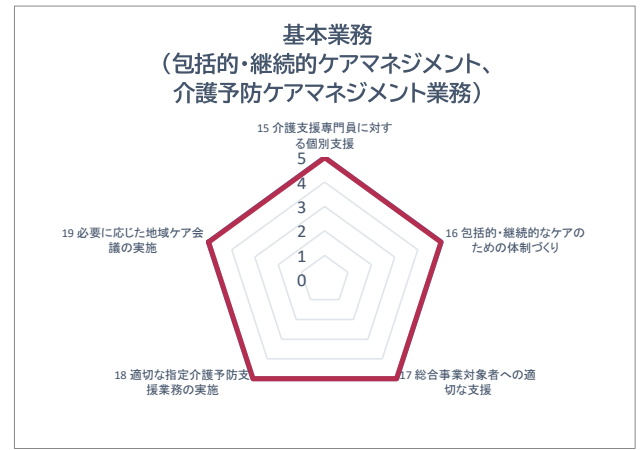 基本業務
（包括的・継続的ケアマネジメント、
介護予防ケアマネジメント業務）
15 介護支援専門員に対す
る個別支援
5
4
3
2
1
0
16 包括的・継続的なケアの
ための体制づくり
17 総合事業対象者への適
切な支援
18 適切な指定介護予防支
援業務の実施
19 必要に応じた地域ケア会
議の実施